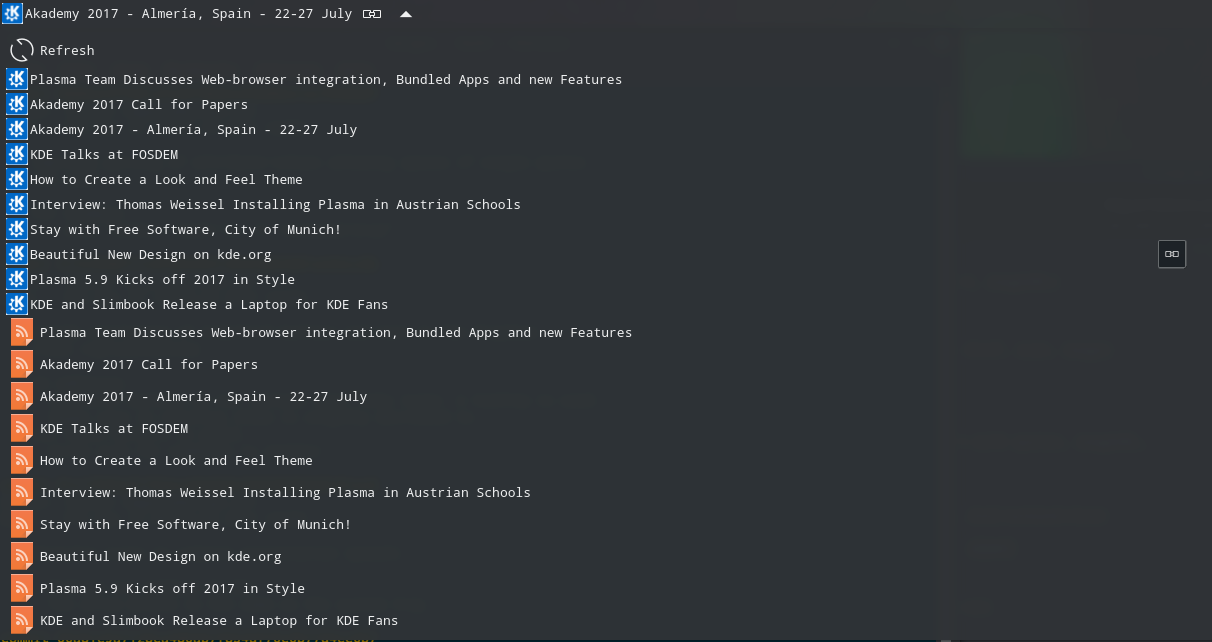 Akademy 2017 - Almería, Spain - 22-27 July
Refresh
Plasma Team Discusses Web-browser integration, Bundled Apps and new Features
Akademy 2017 Call for Papers
Akademy 2017 - Almería, Spain - 22-27 July
KDE Talks at FOSDEM
How to Create a Look and Feel Theme
Interview: Thomas Weissel Installing Plasma in Austrian Schools
Stay with Free Software, City of Munich!
Beautiful New Design on kde.org
Plasma 5.9 Kicks off 2017 in Style
KDE and Slimbook Release a Laptop for KDE Fans
Plasma Team Discusses Web-browser integration, Bundled Apps and new Features
Akademy 2017 Call for Papers
Akademy 2017 - Almería, Spain - 22-27 July
KDE Talks at FOSDEM
How to Create a Look and Feel Theme
Interview: Thomas Weissel Installing Plasma in Austrian Schools
Stay with Free Software, City of Munich!
Beautiful New Design on kde.org
Plasma 5.9 Kicks off 2017 in Style
KDE and Slimbook Release a Laptop for KDE Fans